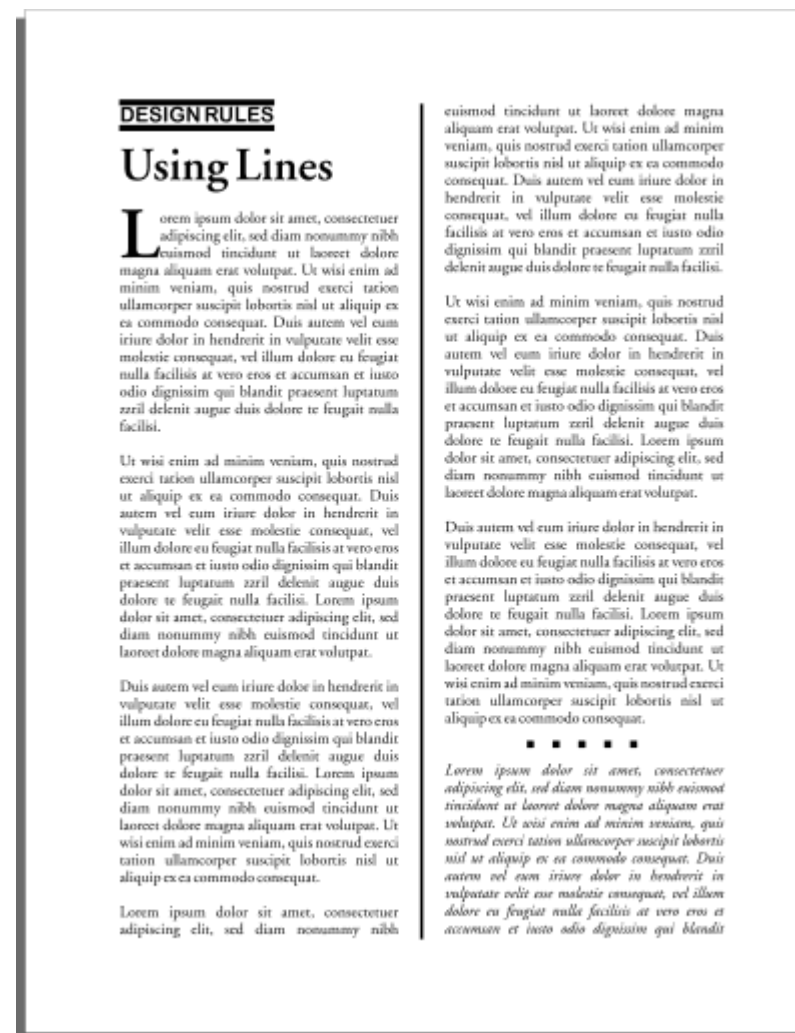 DESIGN RULES
Using Lines
Lorem ipsum dolor sit amet, consectetuer
adipiscing elit, sed diam nonummy nibh
euismod tincidunt ut laoreet dolore
magna aliquam erat volutpat. Ut wisi enim ad
minim veniam, quis nostrud exerci tation
ullamcorper suscipit lobortis nisl ut aliquip ex
ea commodo consequat. Duis autem vel eum
iriure dolor in hendrerit in vulputate velit esse
molestie consequat, vel illum dolore eu feugiat
nulla facilisis at vero eros et accumsan et iusto
odio dignissim qui blandit praesent luptatum
zzril delenit augue duis dolore te feugait nulla
facilisi.
Ut wisi enim ad minim veniam, quis nostrud
exerci tation ullamcorper suscipit lobortis nisl
ut aliquip ex ea commodo consequat. Duis
autem vel eum iriure dolor in hendrerit in
vulputate velit esse molestie consequat, vel
illum dolore eu feugiat nulla facilisis at vero eros
et accumsan et iusto odio dignissim qui blandit
praesent luptatum zzril delenit augue duis
dolore te feugait nulla facilisi. Lorem ipsum
dolor sit amet, consectetuer adipiscing elit, sed
diam nonummy nibh euismod tincidunt ut
laoreet dolore magna aliquam erat volutpat.
Duis autem vel eum iriure dolor in hendrerit in
vulputate velit esse molestie consequat, vel
illum dolore eu feugiat nulla facilisis at vero eros
et accumsan et iusto odio dignissim qui blandit
praesent luptatum zzril delenit augue duis
dolore te feugait nulla facilisi. Lorem ipsum
dolor sit amet, consectetuer adipiscing elit, sed
diam nonummy nibh euismod tincidunt ut
laoreet dolore magna aliquam erat volutpat. Ut
wisi enim ad minim veniam, quis nostrud exerci
tation ullamcorper suscipit lobortis nisl ut
aliquip ex ea commodo consequat.
Lorem ipsum dolor sit amet, consectetuer
adipiscing elit, sed diam nonummy nibh
euismod tincidunt ut laoreet dolore magna
aliquam erat volutpat. Ut wisi enim ad minim
veniam, quis nostrud exerci tation ullamcorper
suscipit lobortis nisl ut aliquip ex ea commodo
consequat. Duis autem vel eum iriure dolor in
hendrerit in vulputate velit esse molestie
consequat, vel illum dolore eu feugiat nulla
facilisis at vero eros et accumsan et iusto odio
dignissim qui blandit praesent luptatum zzril
delenit augue duis dolore te feugait nulla facilisi.
Ut wisi enim ad minim veniam, quis nostrud
exerci tation ullamcorper suscipit lobortis nisl
ut aliquip ex ea commodo consequat. Duis
autem vel eum iriure dolor in hendrerit in
vulputate velit esse molestie consequat, vel
illum dolore eu feugiat nulla facilisis at vero eros
et accumsan et iusto odio dignissim qui blandit
praesent luptatum zzril delenit augue duis
dolore te feugait nulla facilisi. Lorem ipsum
dolor sit amet, consectetuer adipiscing elit, sed
diam nonummy nibh euismod tincidunt ut
laoreet dolore magna aliquam erat volutpat.
Duis autem vel eum iriure dolor in hendrerit in
vulputate velit esse molestie consequat, vel
illum dolore eu feugiat nulla facilisis at vero eros
et accumsan et iusto odio dignissim qui blandit
praesent luptatum zzril delenit augue duis
dolore te feugait nulla facilisi. Lorem ipsum
dolor sit amet, consectetuer adipiscing elit, sed
diam nonummy nibh euismod tincidunt ut
laoreet dolore magna aliquam erat volutpat. Ut
wisi enim ad minim veniam, quis nostrud exerci
tation ullamcorper suscipit lobortis nisl ut
aliquip ex ea commodo consequat.
Lorem ipsum dolor sit amet, consectetuer
adipiscing elit, sed diam nonummy nibh euismod
tincidunt ut laoreet dolore magna aliquam erat
volutpat. Ut wisi enim ad minim veniam, quis
nostrud exerci tation ullamcorper suscipit lobortis
nisl ut aliquip ex ea commodo consequat. Duis
autem vel eum iriure dolor in hendrerit in
vulputate velit esse molestie consequat, vel illum
dolore eu feugiat nulla facilisis at vero eros et
accumsan et iusto odio dignissim qui blandit